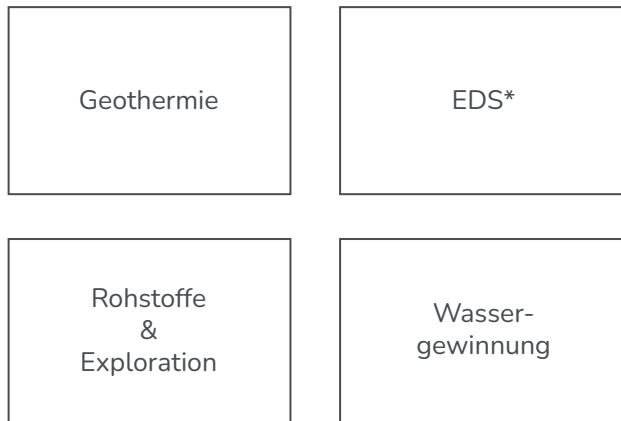 Geothermie
EDS*
Rohstoffe
&
Exploration
Wasser-
gewinnung